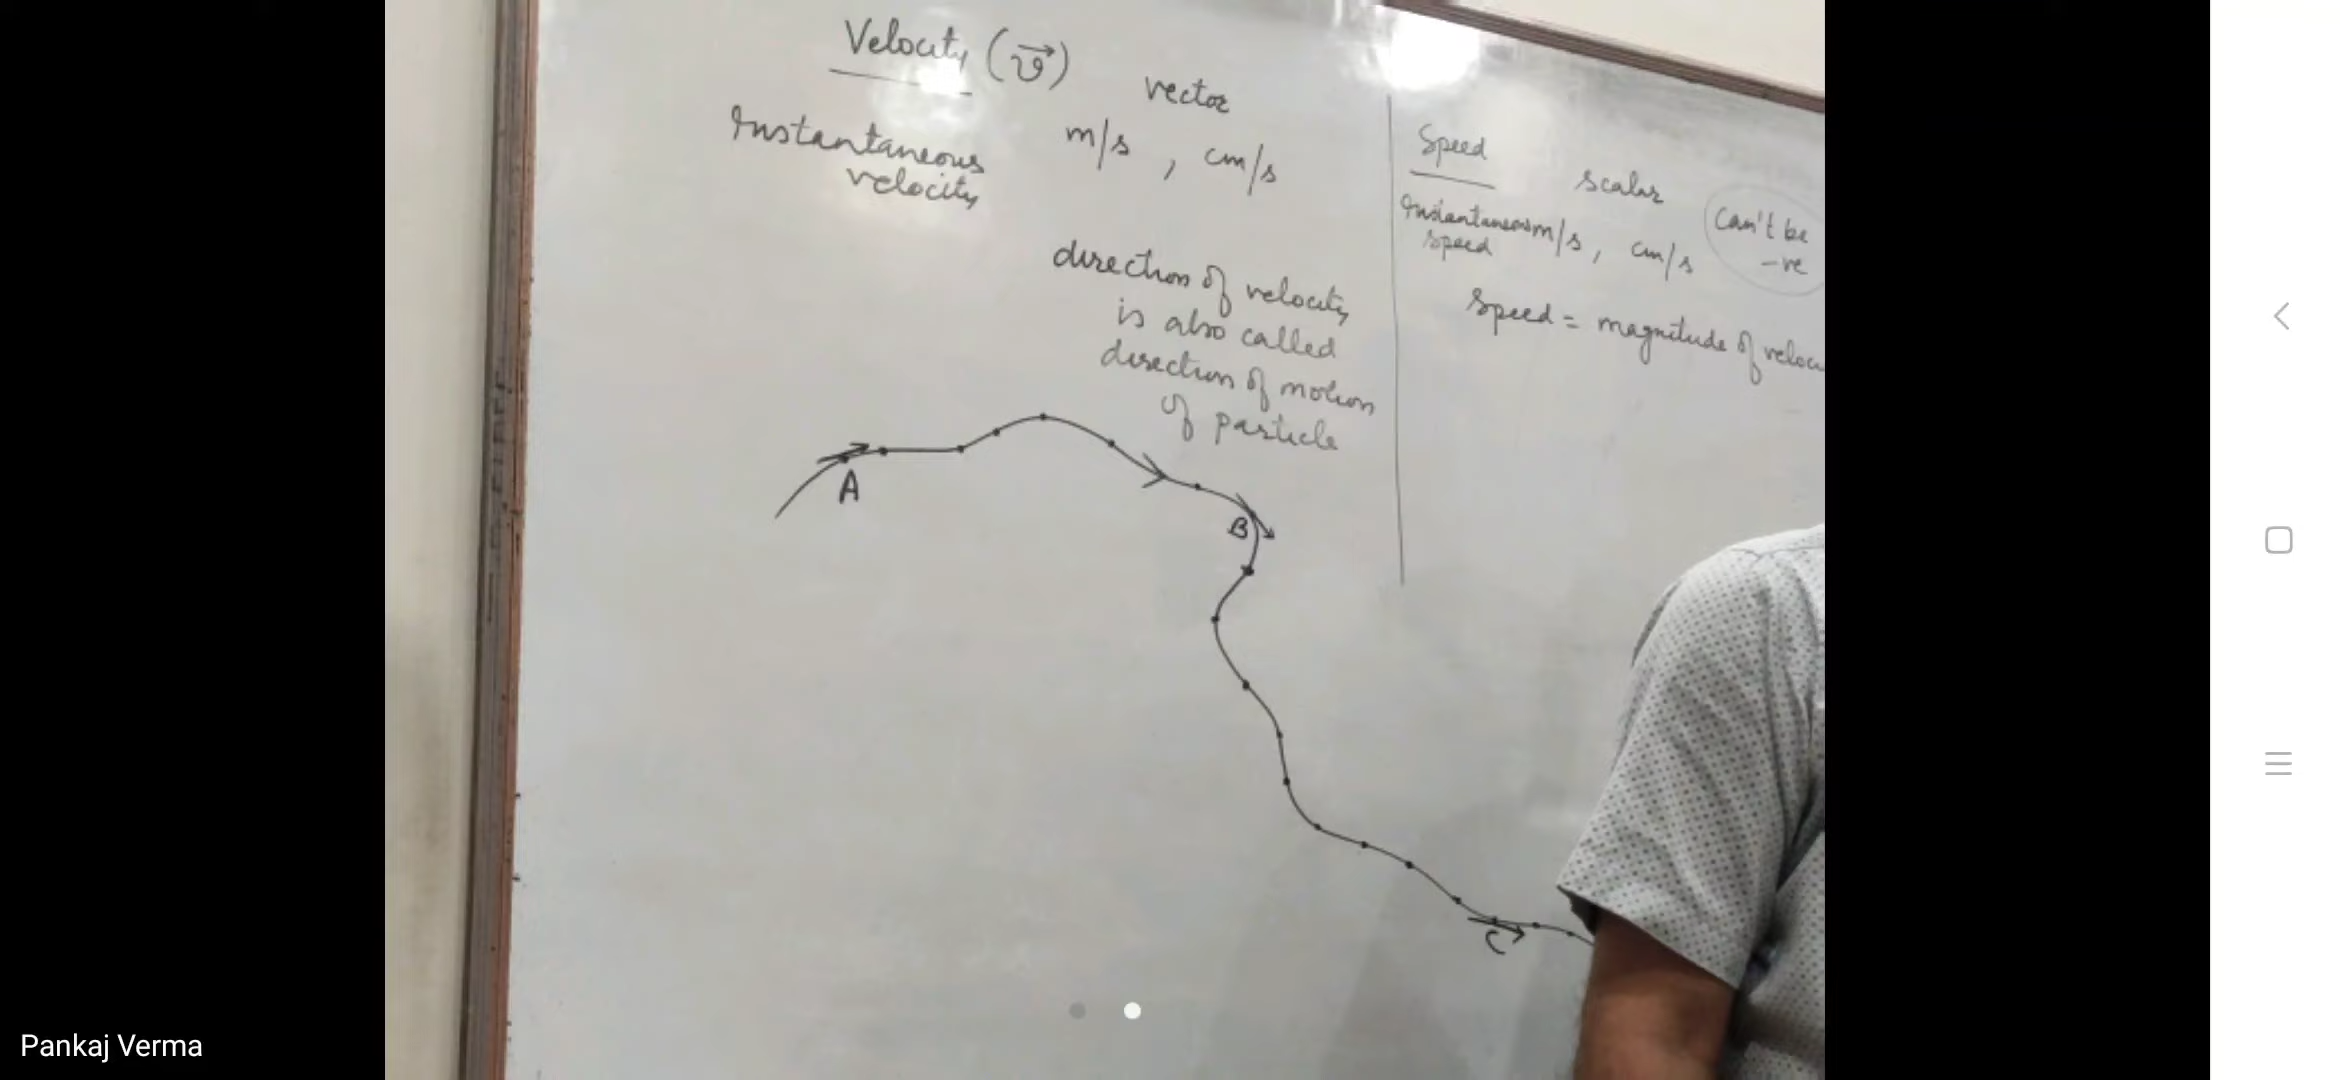 Velocity (v⃗)
vector
Instantaneous
velocity
m/s , cm/s
direction of velocity
is also called
direction of motion
of particle
Speed
scalar
Instantaneous
speed
m/s , cm/s
Can't be
-ve
Speed = magnitude of
A
B
C
Pankaj Verma